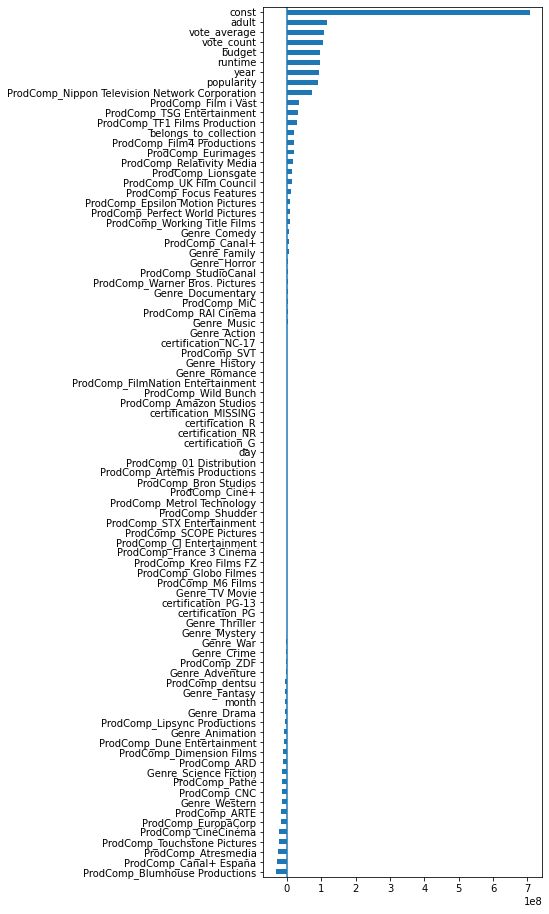 const
adult
vote_average
vote_count
budget
runtime
year
popularity
ProdComp_Nippon Television Network Corporation
ProdComp_Film i Väst
ProdComp_TSG Entertainment
ProdComp_TF1 Films Production
belongs_to_collection
ProdComp_Film4 Productions
ProdComp_Eurimages
ProdComp_Relativity Media
ProdComp_Lionsgate
ProdComp_UK Film Council
ProdComp_Focus Features
ProdComp_Epsilon Motion Pictures
ProdComp_Perfect World Pictures
ProdComp_Working Title Films
Genre_Comedy
ProdComp_Canal+
Genre_Family
Genre_Horror
ProdComp_StudioCanal
ProdComp_Warner Bros. Pictures
Genre_Documentary
ProdComp_MiC
ProdComp_RAI Cinema
Genre_Music
Genre_Action
certification_NC-17
ProdComp_SVT
Genre_History
Genre_Romance
ProdComp_FilmNation Entertainment
ProdComp_Wild Bunch
ProdComp_Amazon Studios
certification_MISSING
certification_R
certification_NR
certification_G
day
ProdComp_01 Distribution
ProdComp_Artémis Productions
ProdComp_Bron Studios
ProdComp_Ciné+
ProdComp_Metrol Technology
ProdComp_Shudder
ProdComp_STX Entertainment
ProdComp_SCOPE Pictures
ProdComp_CJ Entertainment
ProdComp_France 3 Cinéma
ProdComp_Kreo Films FZ
ProdComp_Globo Filmes
ProdComp_M6 Films
Genre_TV Movie
certification_PG-13
certification_PG
Genre_Thriller
Genre_Mystery
Genre_War
Genre_Crime
ProdComp_ZDF
Genre_Adventure
ProdComp_dentsu
Genre_Fantasy
month
Genre_Drama
ProdComp_Lipsync Productions
Genre_Animation
ProdComp_Dune Entertainment
ProdComp_Dimension Films
ProdComp_ARD
Genre_Science Fiction
ProdComp_Pathé
ProdComp_CNC
Genre_Western
ProdComp_ARTE
ProdComp_EuropaCorp
ProdComp_CinéCinéma
ProdComp_Touchstone Pictures
ProdComp_Atresmedia
ProdComp_Canal+ España
ProdComp_Blumhouse Productions
0 1 2 3 4 5 6 7
1e8